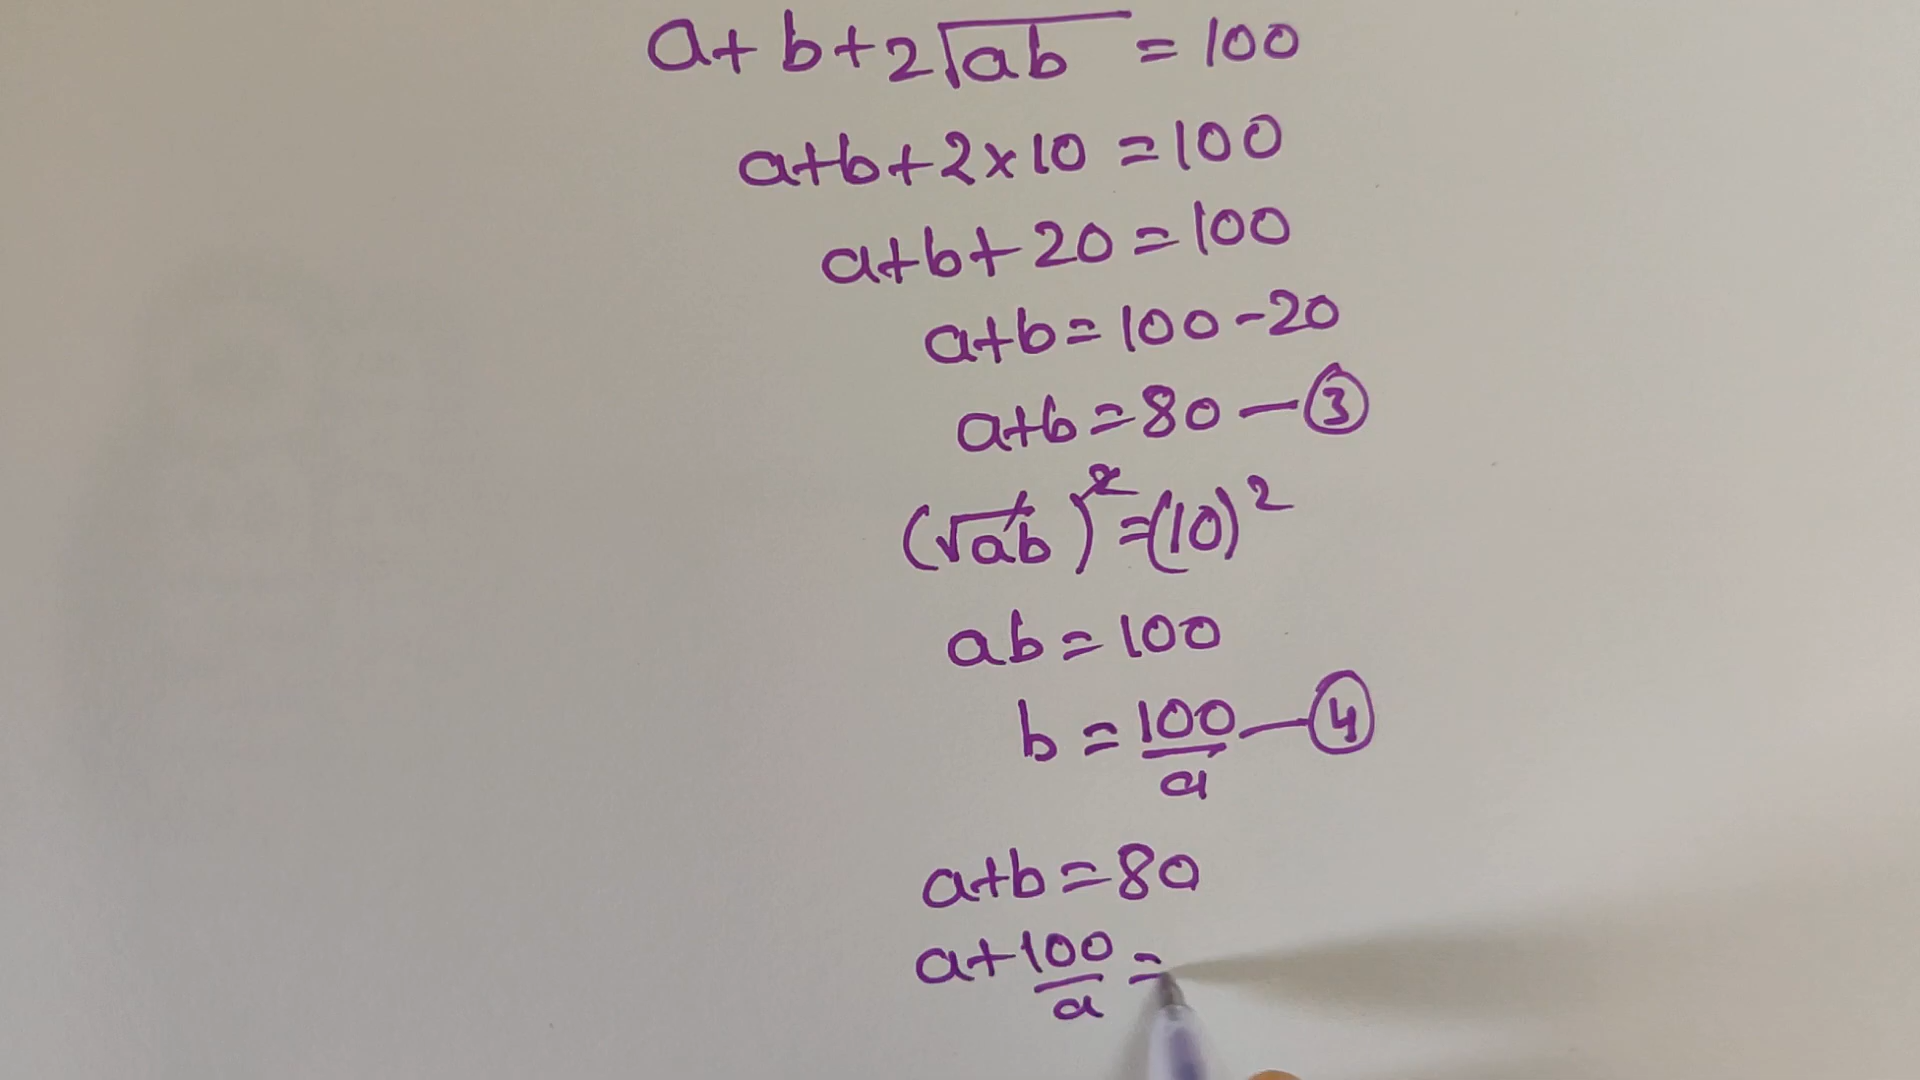 a+b+2√ab = 100
a+b+2×10 = 100
a+b+20 = 100
a+b = 100-20
a+b = 80 — ③
(√ab)² = (10)²
ab = 100
b = 100/a — ④
a+b = 80
a+100/a =